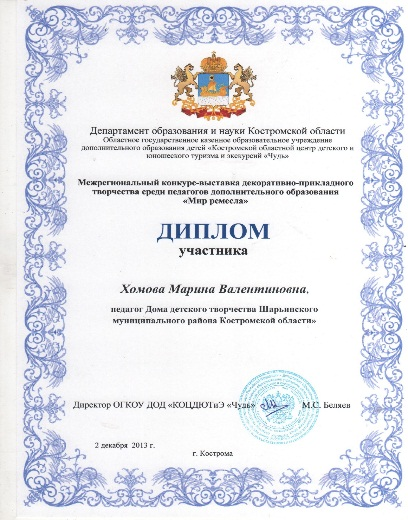 Департамент образования и науки Костромской области
Областное государственное казенное образовательное учреждение
дополнительного образования детей «Костромской областной центр детского и
юношеского туризма и экскурсий «Чудь»
Межрегиональный конкурс-выставка декоративно-прикладного
творчества среди педагогов дополнительного образования
«Мир ремесла»
ДИПЛОМ
участника
Хомова Марина Валентиновна,
педагог Дома детского творчества Шарьинского
муниципального района Костромской области»
Директор ОГКОУ ДОД «КОЦДЮТиЭ «Чудь» М.С. Беляев
2 декабря 2013 г.
г. Кострома